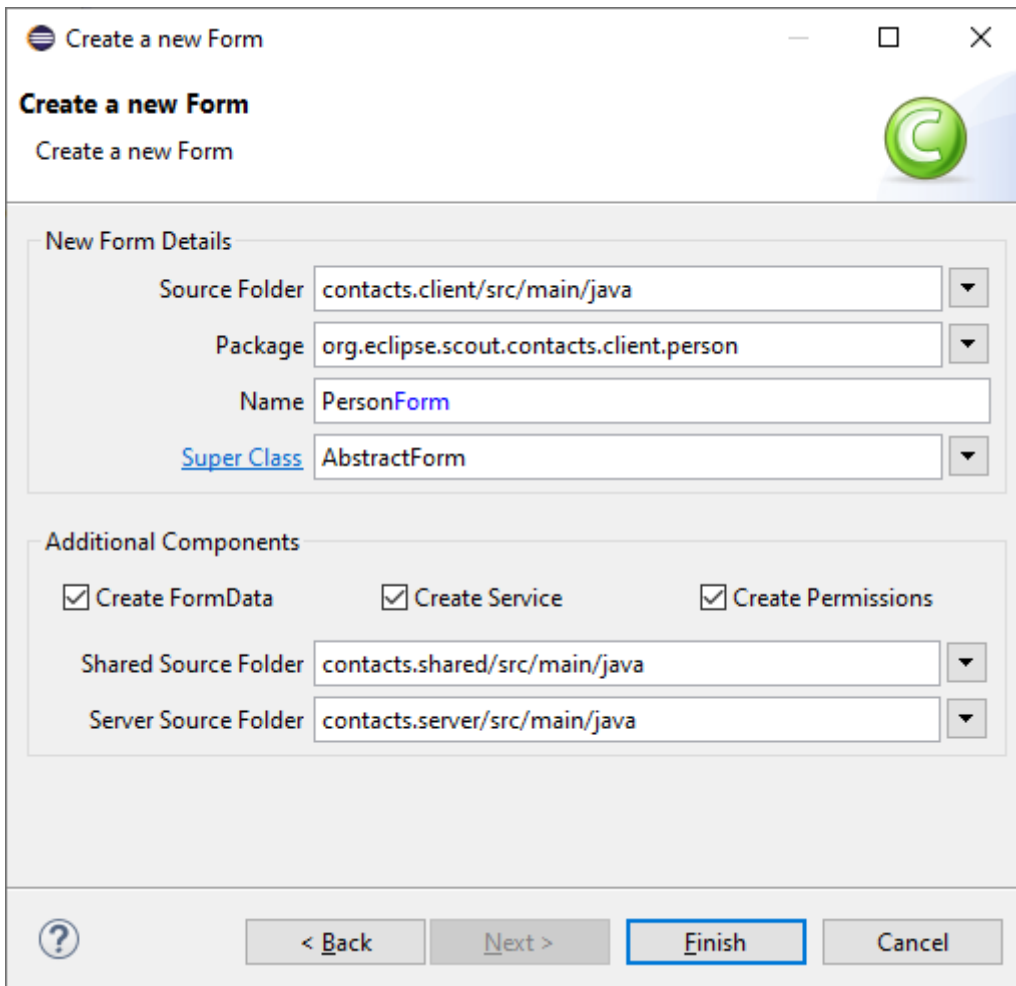 Create a new Form
Create a new Form
Create a new Form
C
New Form Details
Source Folder contacts.client/src/main/java
Package org.eclipse.scout.contacts.client.person
Name PersonForm
Super Class AbstractForm
Additional Components
Create FormData Create Service Create Permissions
Shared Source Folder contacts.shared/src/main/java
Server Source Folder contacts.server/src/main/java
? < Back Next > Finish Cancel